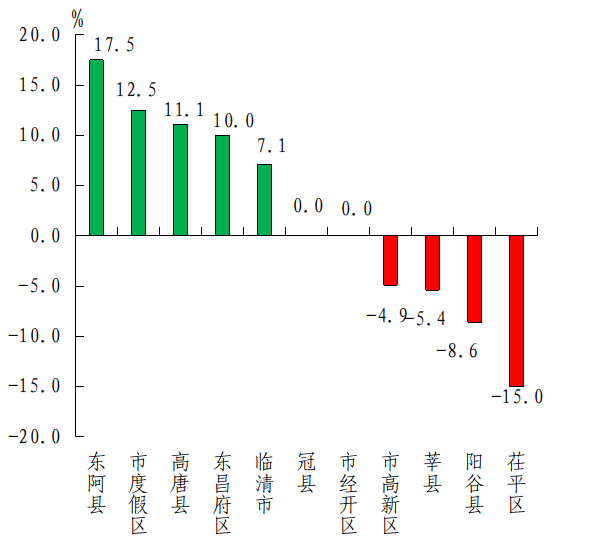 %
20.0
15.0
10.0
5.0
0.0
-5.0
-10.0
-15.0
-20.0
17.5
12.5
11.1
10.0
7.1
0.0
0.0
-4.9
-5.4
-8.6
-15.0
东阿县
市度假区
高唐县
东昌府区
临清市
冠县
市经开区
市高新区
莘县
阳谷县
茌平区